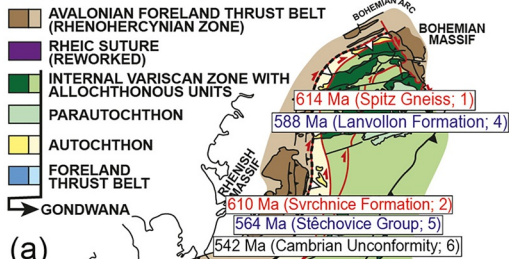 AVALONIAN FORELAND THRUST BELT
(RHENOHERCYNIAN ZONE)
RHEIC SUTURE
(REWORKED)
INTERNAL VARISCAN ZONE WITH
ALLOCHTHONOUS UNITS
PARAUTOCHTHON
AUTOCHTHON
FORELAND
THRUST BELT
GONDWANA
(a)
BOHEMIAN ARC
BOHEMIAN
MASSIF
614 Ma (Spitz Gneiss; 1)
588 Ma (Lanvollon Formation; 4)
RHENISH
MASSIF
610 Ma (Svrchnice Formation; 2)
564 Ma (Stêchovice Group; 5)
542 Ma (Cambrian Unconformity; 6)